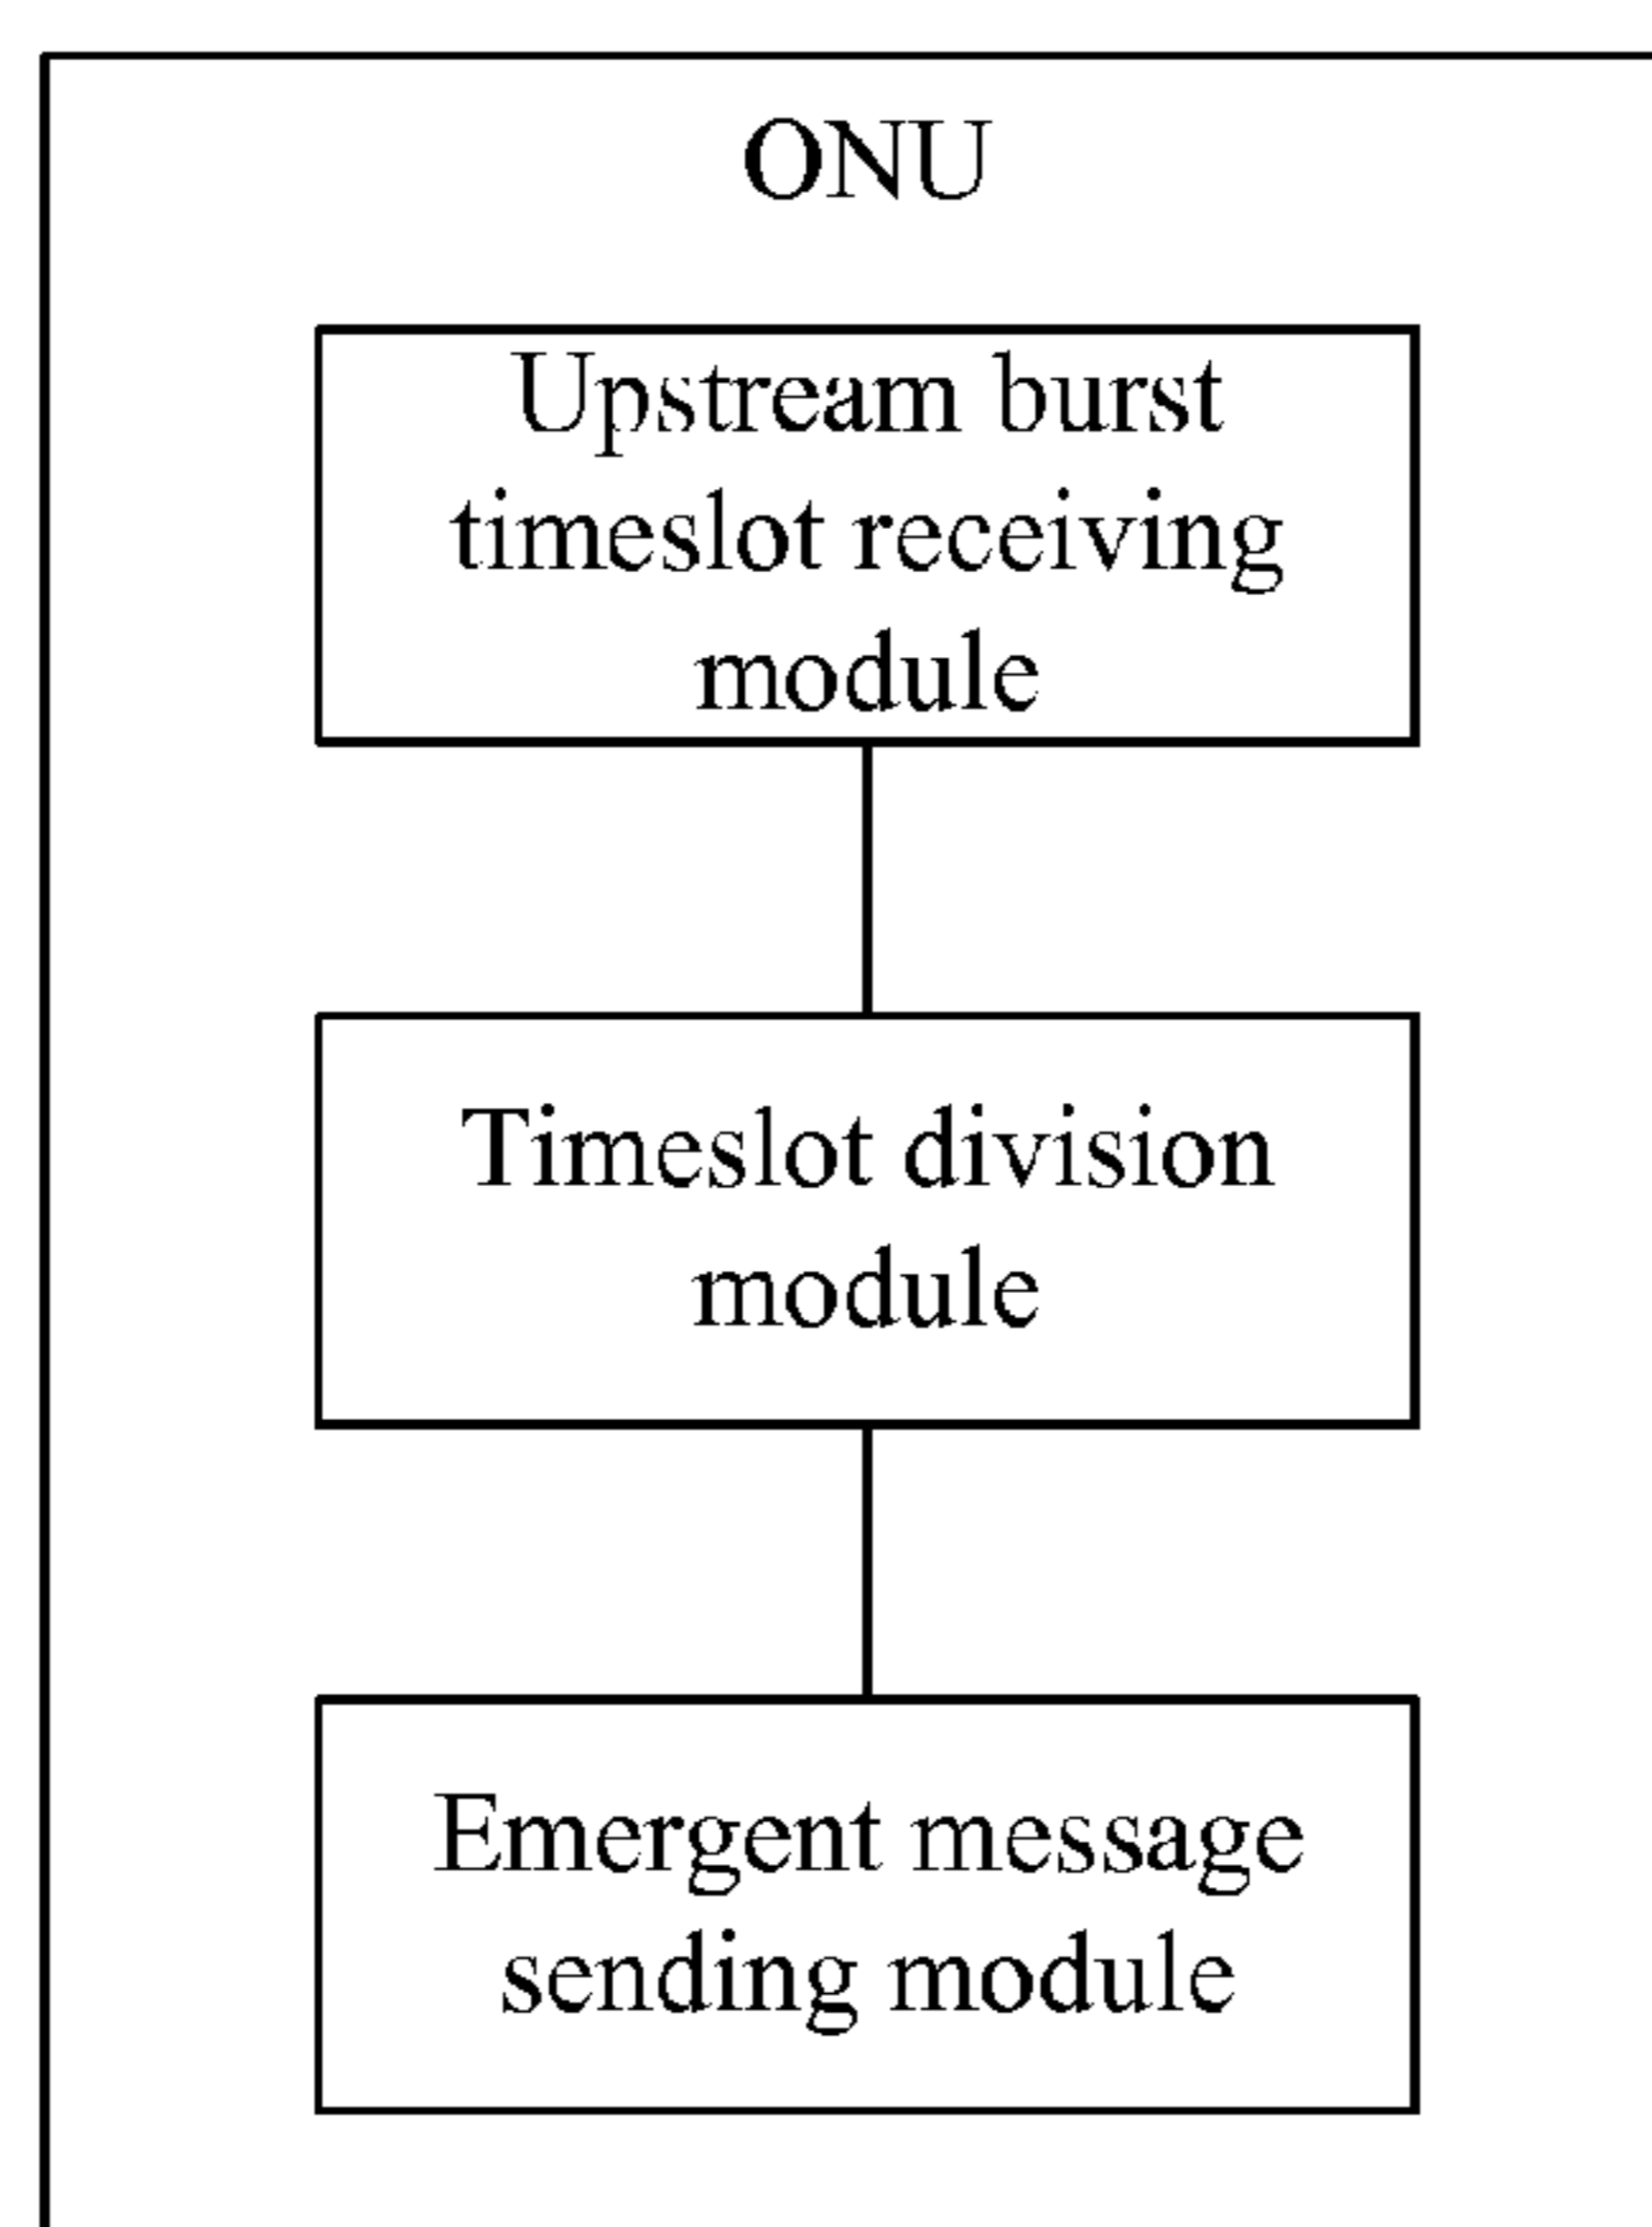 ONU
Upstream burst
timeslot receiving
module
Timeslot division
module
Emergent message
sending module